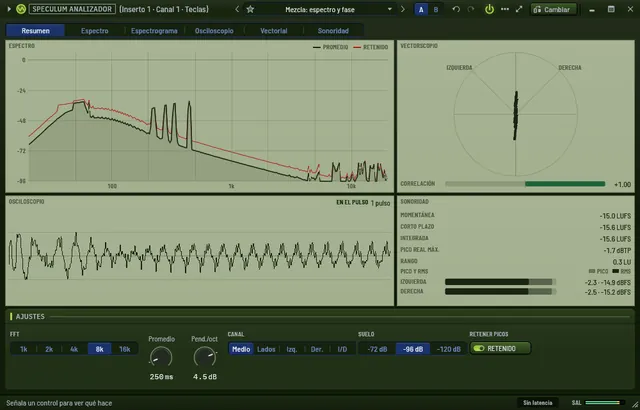 SPECULUM ANALIZADOR (Inserto 1 · Canal 1 · Teclas) Mezcla: espectro y fase A B Cambiar
Resumen Espectro Espectrograma Osciloscopio Vectorial Sonoridad
ESPECTRO PROMEDIO RETENIDO
0
-24
-48
-72
-96
100 1k 10k
VECTORSCOPIO
IZQUIERDA DERECHA
CORRELACIÓN +1.00
OSCILOSCOPIO EN EL PULSO 1 pulso
SONORIDAD
MOMENTÁNEA -15.0 LUFS
CORTO PLAZO -15.6 LUFS
INTEGRADA -15.6 LUFS
PICO REAL MÁX. -1.7 dBTP
RANGO 0.3 LU
PICO Y RMS PICO RMS
IZQUIERDA -2.3 · -14.9 dBFS
DERECHA -2.5 · -15.2 dBFS
AJUSTES
FFT
1k 2k 4k 8k 16k
Promedio
250 ms
Pend./oct
4.5 dB
CANAL
Medio Lados Izq. Der. I/D
SUELO
-72 dB -96 dB -120 dB
RETENER PICOS
RETENIDO
Señala un control para ver qué hace Sin latencia SAL